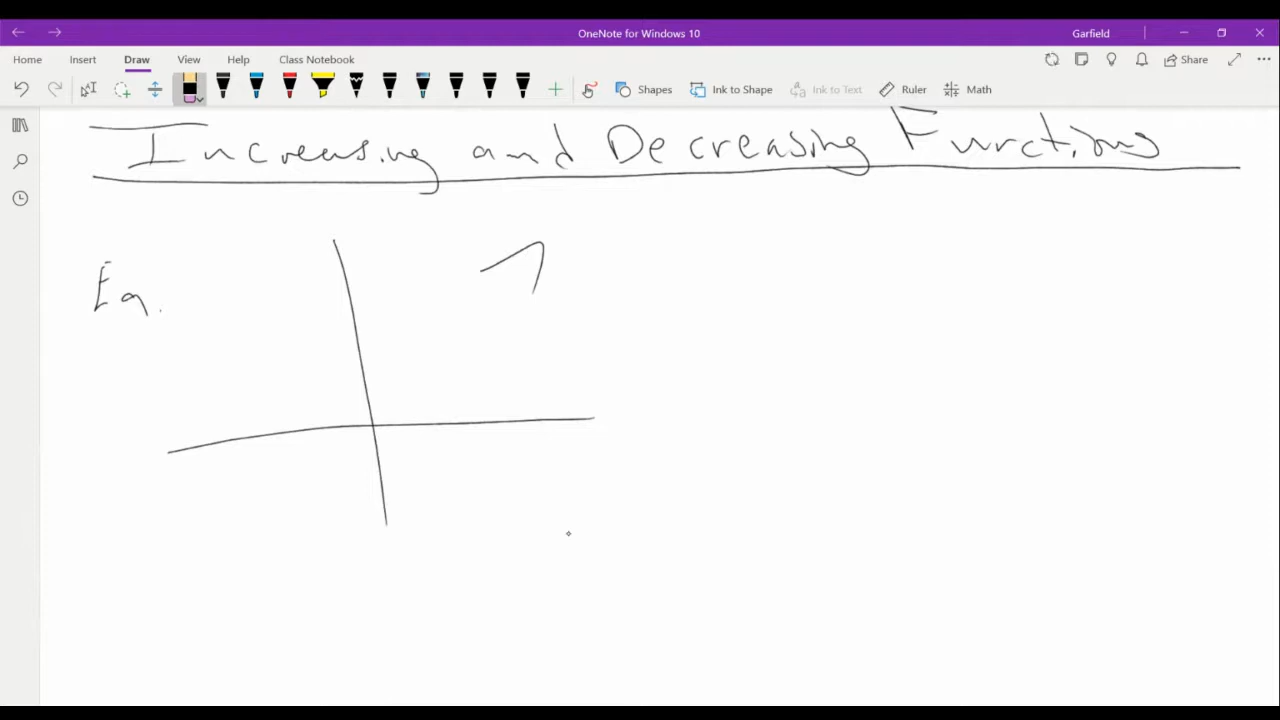 OneNote for Windows 10 Garfield
Home Insert Draw View Help Class Notebook Share
Shapes Ink to Shape Ink to Text Ruler Math
Increasing and Decreasing Functions